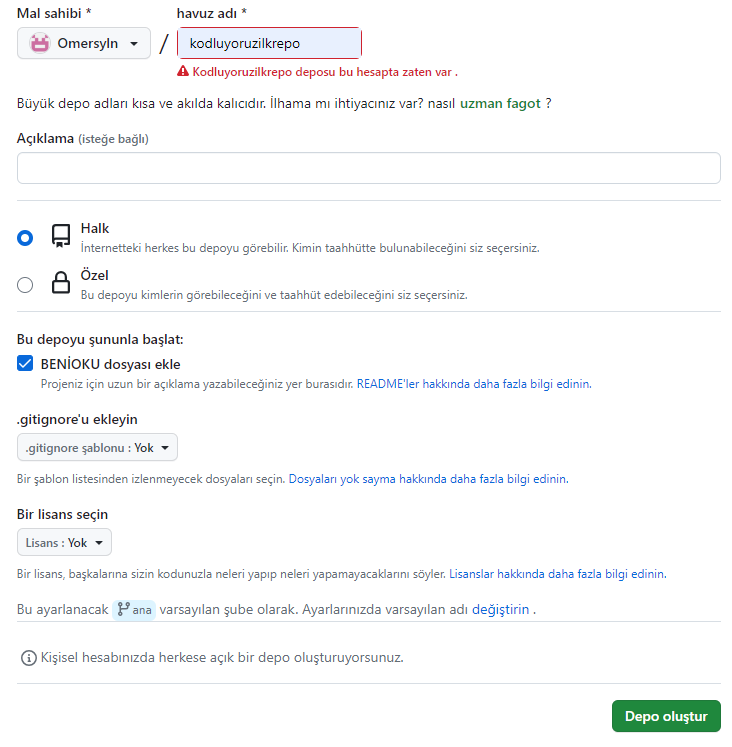 Mal sahibi *
havuz adı *
Omersyln
/
kodluyoruzilkrepo
Kodluyoruzilkrepo deposu bu hesapta zaten var .
Büyük depo adları kısa ve akılda kalıcıdır. İlhama mı ihtiyacınız var? nasıl uzman fagot ?
Açıklama (isteğe bağlı)
Halk
İnternetteki herkes bu depoyu görebilir. Kimin taahhütte bulunabileceğini siz seçersiniz.
Özel
Bu depoyu kimlerin görebileceğini ve taahhüt edebileceğini siz seçersiniz.
Bu depoyu şununla başlat:
BENİOKU dosyası ekle
Projeniz için uzun bir açıklama yazabileceğiniz yer burasıdır. README'ler hakkında daha fazla bilgi edinin.
.gitignore'u ekleyin
.gitignore şablonu : Yok
Bir şablon listesinden izlenmeyecek dosyaları seçin. Dosyaları yok sayma hakkında daha fazla bilgi edinin.
Bir lisans seçin
Lisans : Yok
Bir lisans, başkalarına sizin kodunuzla neleri yapıp neleri yapamayacaklarını söyler. Lisanslar hakkında daha fazla bilgi edinin.
Bu ayarlanacak ana varsayılan şube olarak. Ayarlarınızda varsayılan adı değiştirin .
Kişisel hesabınızda herkese açık bir depo oluşturuyorsunuz.
Depo oluştur